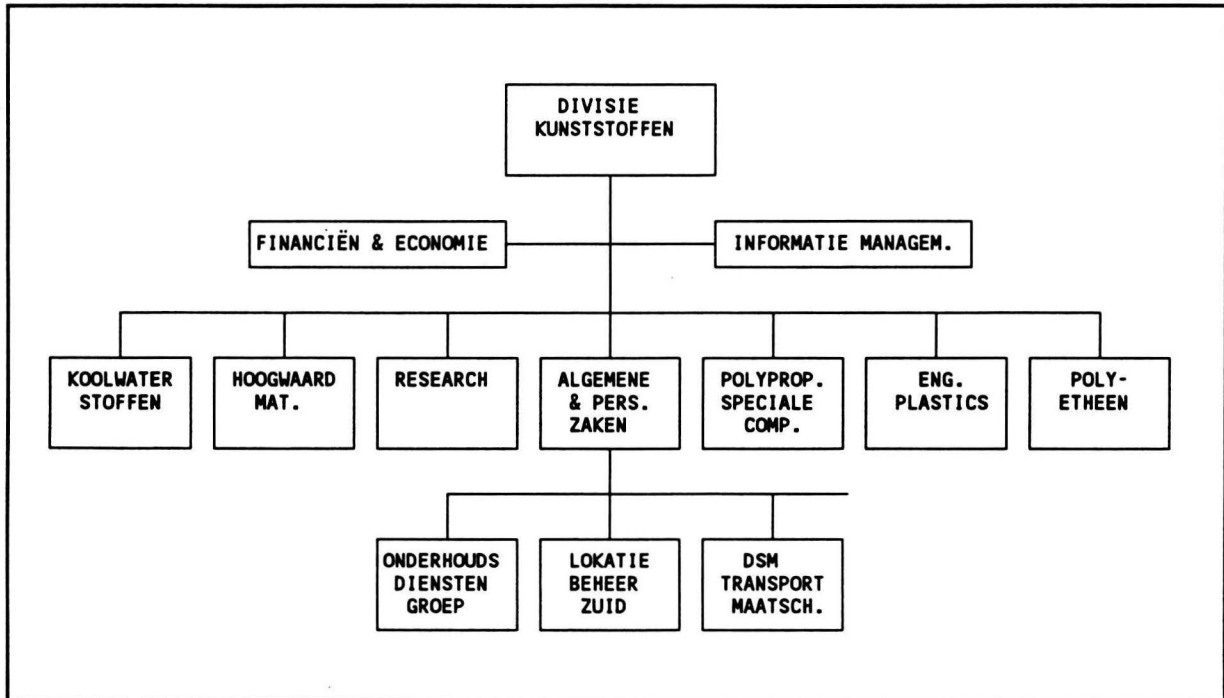 DIVISIE
KUNSTSTOFFEN
FINANCIËN & ECONOMIE
INFORMATIE MANAGEM.
KOOLWATER
STOFFEN
HOOGWAARD
MAT.
RESEARCH
ALGEMENE
& PERS.
ZAKEN
POLYPROP.
SPECIALE
COMP.
ENG.
PLASTICS
POLY-
ETHEEN
ONDERHOUDS
DIENSTEN
GROEP
LOKATIE
BEHEER
ZUID
DSM
TRANSPORT
MAATSCH.